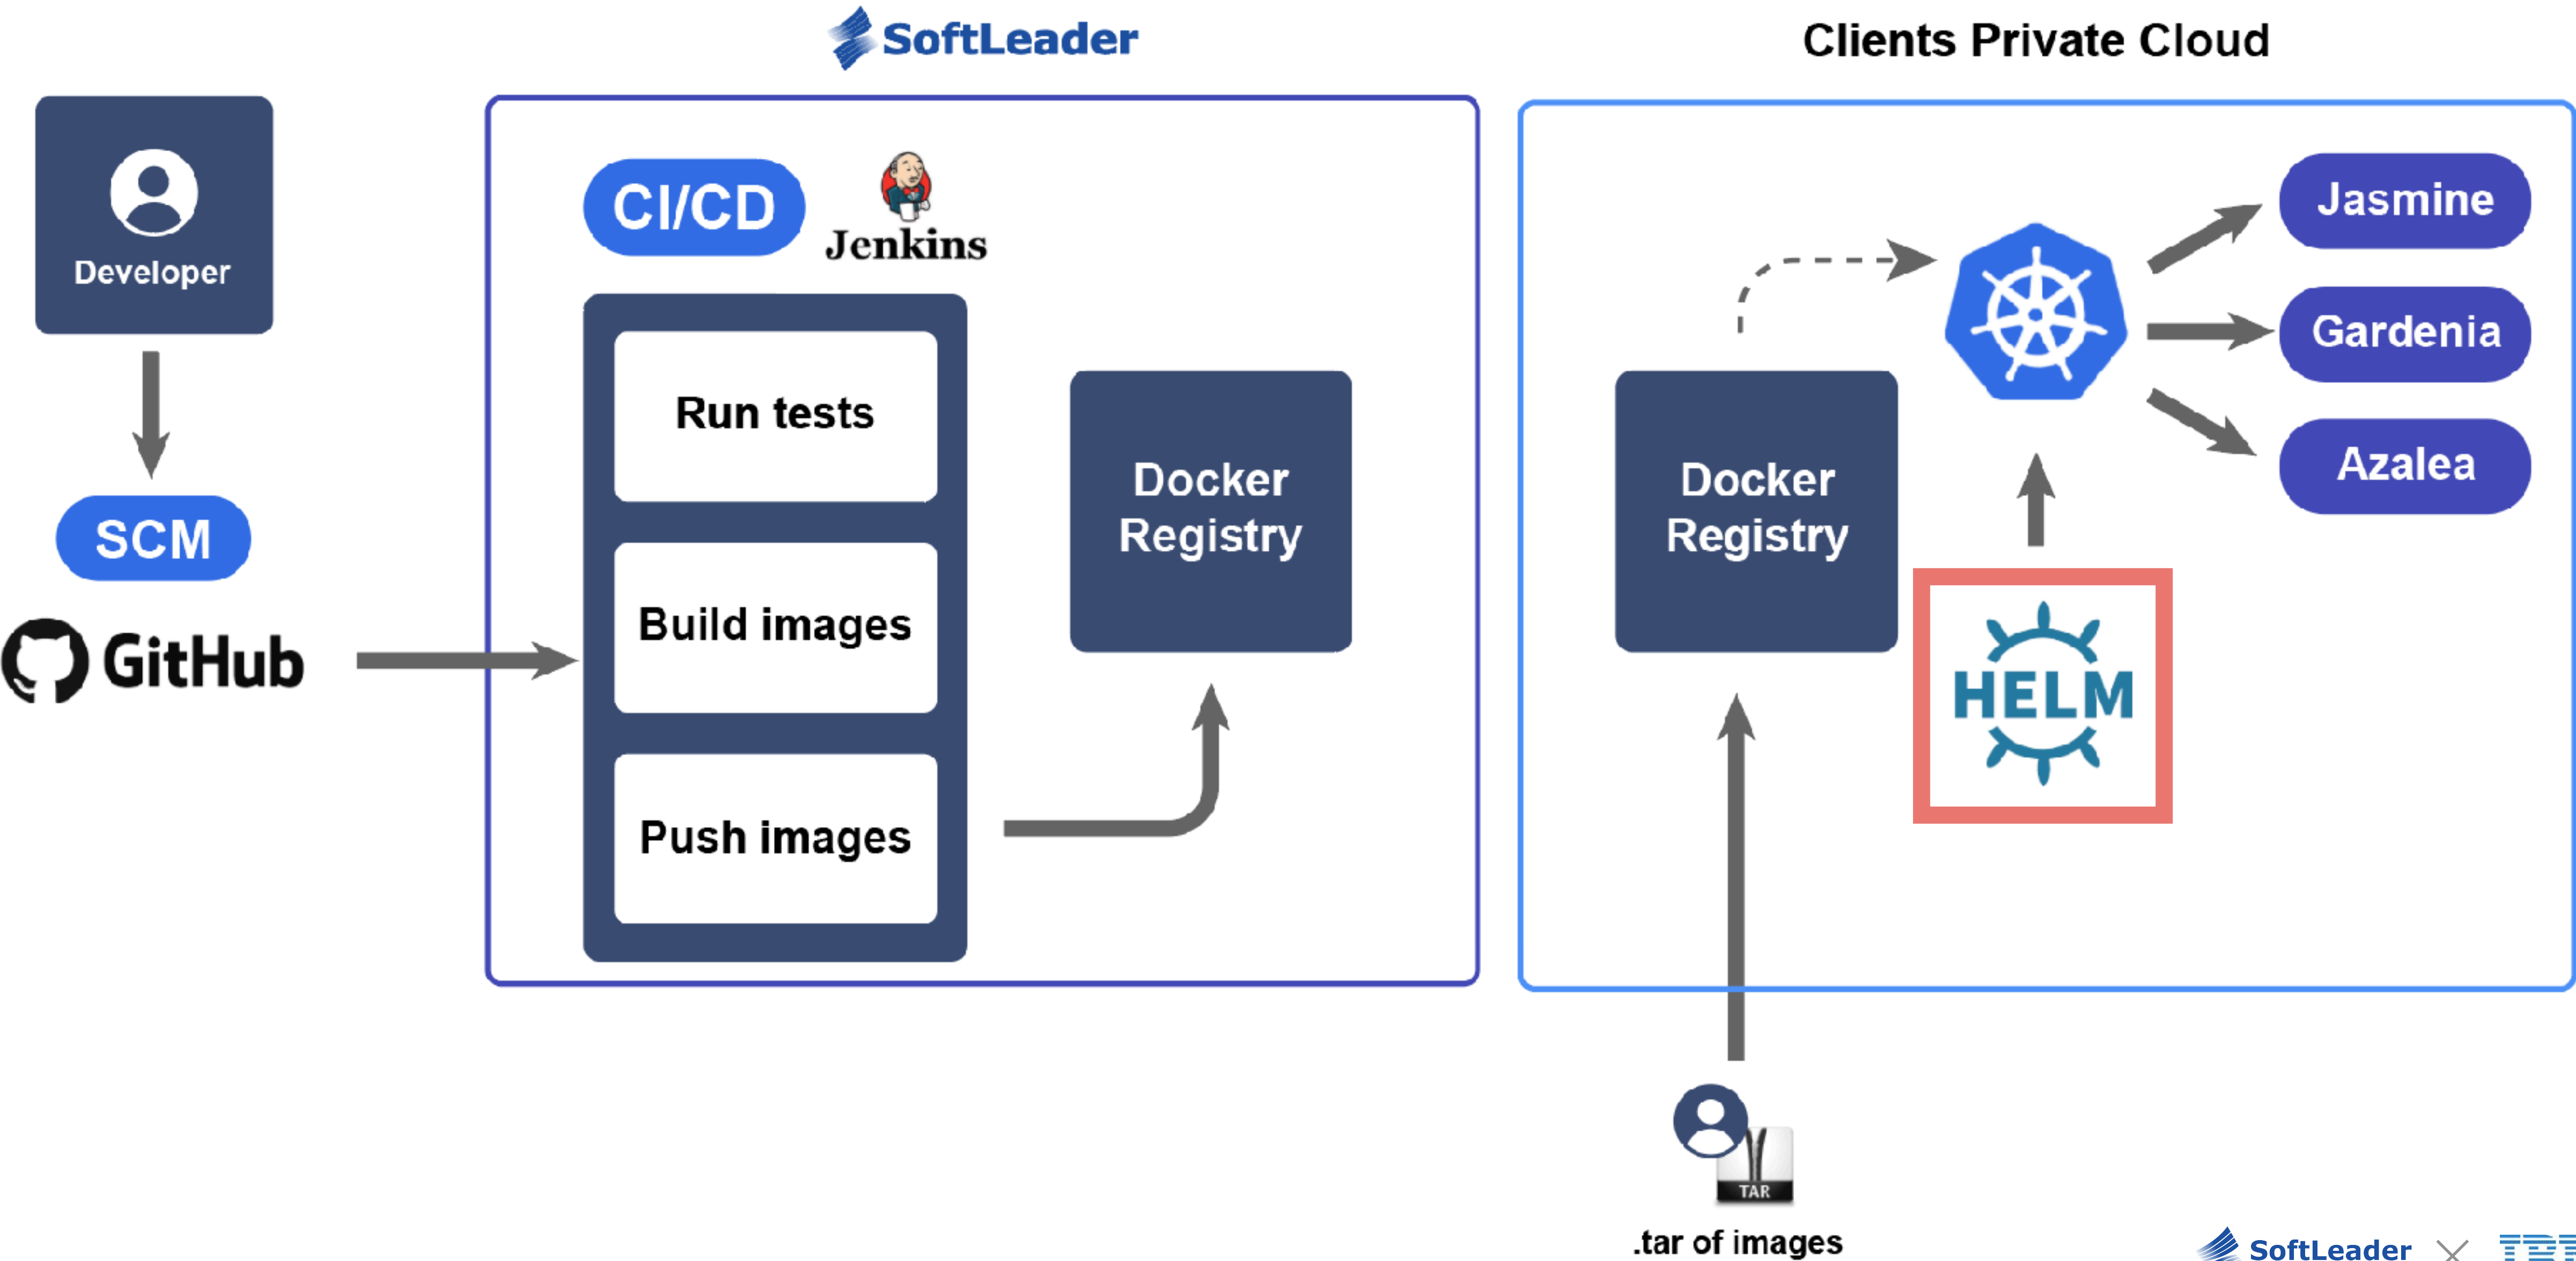 SoftLeader
Clients Private Cloud
Developer
SCM
GitHub
CI/CD
Jenkins
Run tests
Build images
Push images
Docker
Registry
Docker
Registry
Jasmine
Gardenia
Azalea
HELM
TAR
.tar of images
SoftLeader